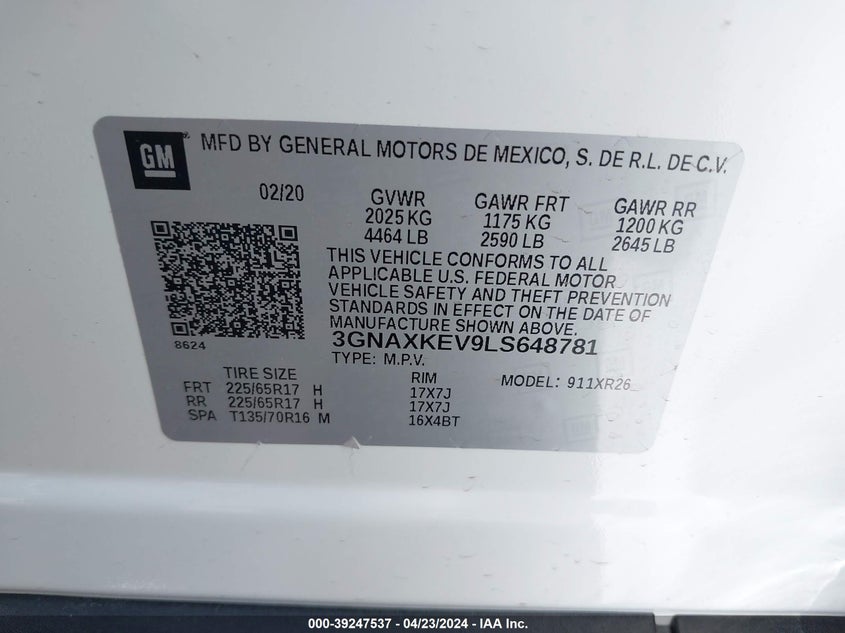 GM
MFD BY GENERAL MOTORS DE MEXICO, S. DE R.L. DE C.V.
02/20 GVWR GAWR FRT GAWR RR
2025 KG 1175 KG 1200 KG
4464 LB 2590 LB 2645 LB
THIS VEHICLE CONFORMS TO ALL
APPLICABLE U.S. FEDERAL MOTOR
VEHICLE SAFETY AND THEFT PREVENTION
STANDARDS IN EFFECT ON THE DATE OF
MANUFACTURE SHOWN ABOVE.
8624 3GNAXKEV9LS648781
TYPE: M.P.V.
TIRE SIZE RIM MODEL: 911XR26
FRT 225/65R17 H 17X7J
RR 225/65R17 H 17X7J
SPA T135/70R16 M 16X4BT
000-39247537 - 04/23/2024 - IAA Inc.